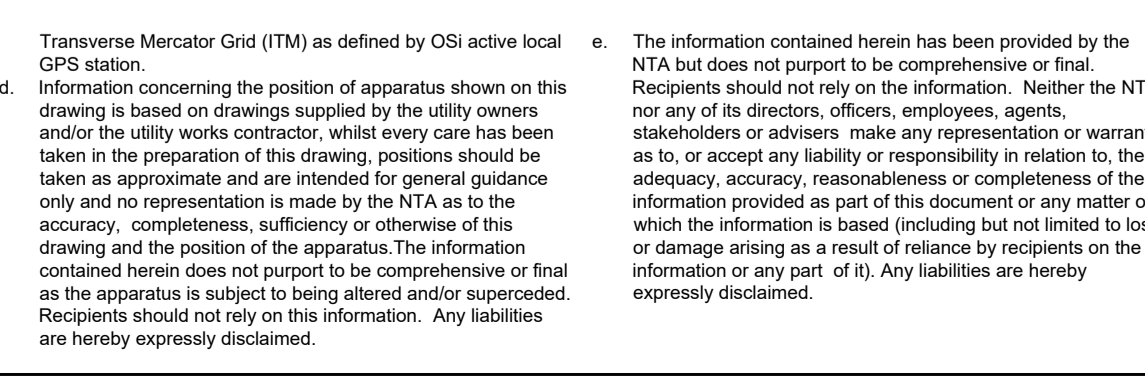 Transverse Mercator Grid (ITM) as defined by OSi active local
GPS station.
d. Information concerning the position of apparatus shown on this
drawing is based on drawings supplied by the utility owners
and/or the utility works contractor, whilst every care has been
taken in the preparation of this drawing, positions should be
taken as approximate and are intended for general guidance
only and no representation is made by the NTA as to the
accuracy,  completeness, sufficiency or otherwise of this
drawing and the position of the apparatus.The information
contained herein does not purport to be comprehensive or final
as the apparatus is subject to being altered and/or superceded.
Recipients should not rely on this information.  Any liabilities
are hereby expressly disclaimed.
e. The information contained herein has been provided by the
NTA but does not purport to be comprehensive or final.
Recipients should not rely on the information.  Neither the NT
nor any of its directors, officers, employees, agents,
stakeholders or advisers  make any representation or warran
as to, or accept any liability or responsibility in relation to, the
adequacy, accuracy, reasonableness or completeness of the
information provided as part of this document or any matter o
which the information is based (including but not limited to los
or damage arising as a result of reliance by recipients on the
information or any part  of it). Any liabilities are hereby
expressly disclaimed.